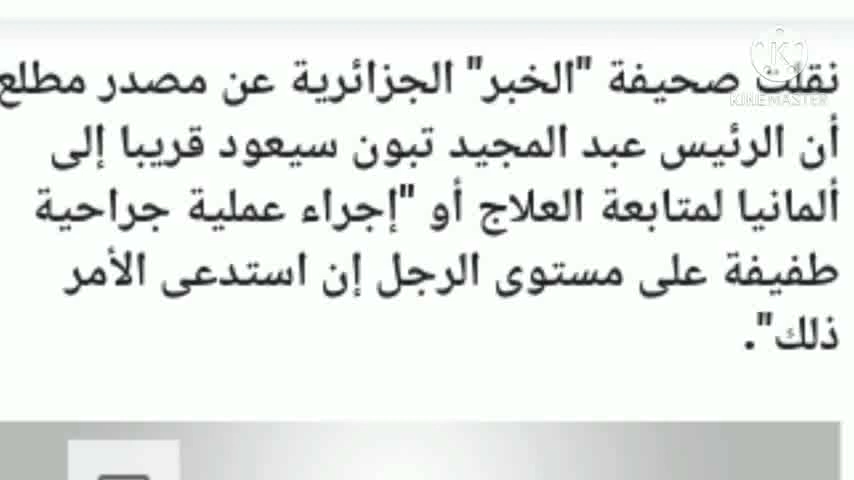 نقلت صحيفة "الخبر" الجزائرية عن مصدر مطلع
أن الرئيس عبد المجيد تبون سيعود قريبا إلى
ألمانيا لمتابعة العلاج أو "إجراء عملية جراحية
طفيفة على مستوى الرجل إن استدعى الأمر
ذلك".
KINEMASTER